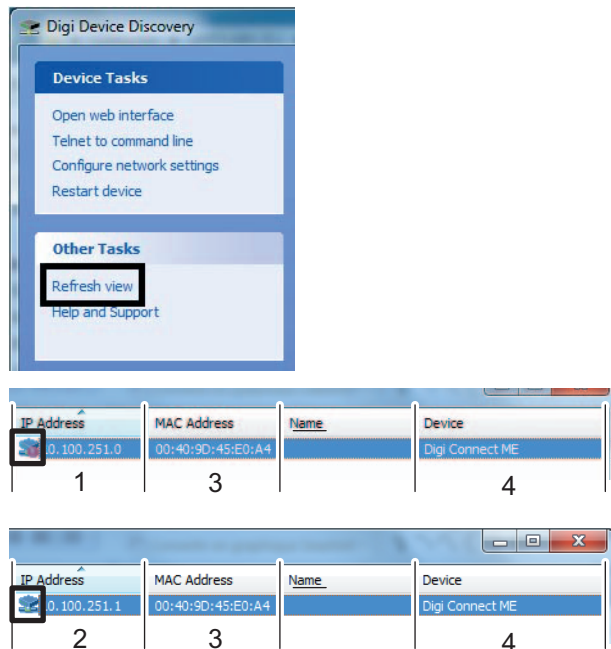 Digi Device Discovery
Device Tasks
Open web interface
Telnet to command line
Configure network settings
Restart device
Other Tasks
Refresh view
Help and Support
IP Address MAC Address Name Device
0.100.251.0 00:40:9D:45:E0:A4 Digi Connect ME
1 3 4
IP Address MAC Address Name Device
0.100.251.1 00:40:9D:45:E0:A4 Digi Connect ME
2 3 4